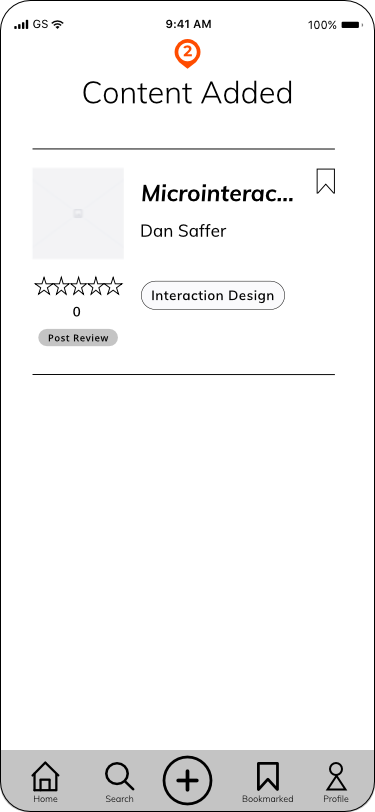 GS 9:41 AM 100%
2
Content Added
Microinterac...
Dan Saffer
0
Interaction Design
Post Review
Home Search Bookmarked Profile